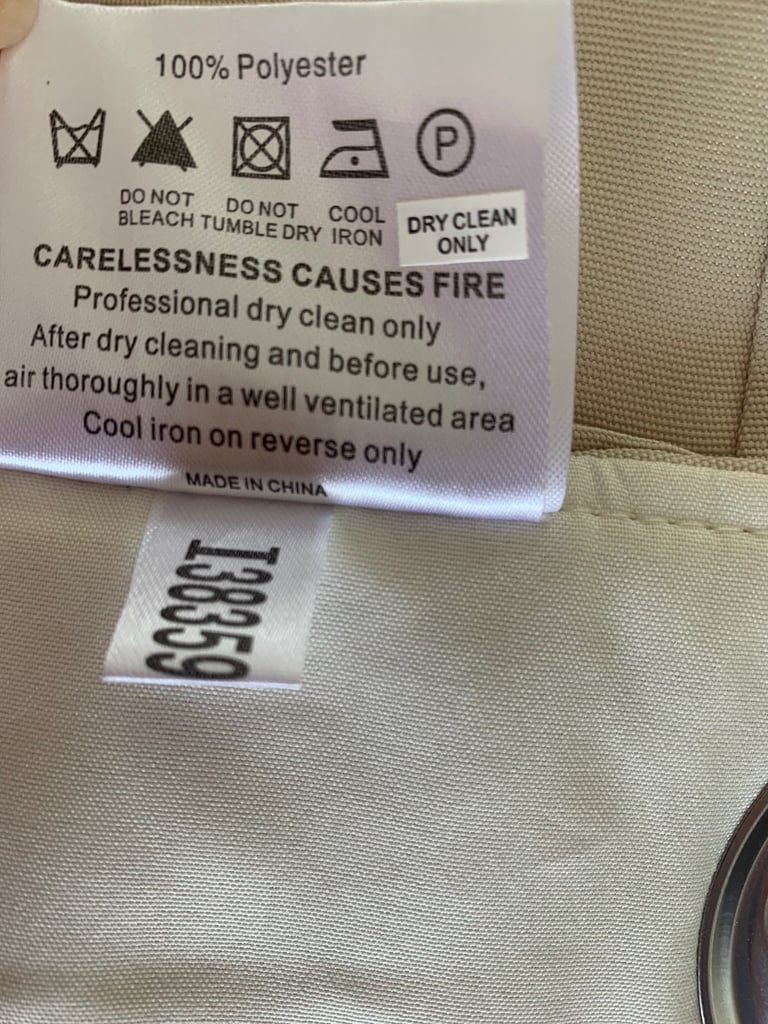 100% Polyester
P
DO NOT BLEACH
DO NOT TUMBLE DRY
COOL IRON
DRY CLEAN ONLY
CARELESSNESS CAUSES FIRE
Professional dry clean only
After dry cleaning and before use,
air thoroughly in a well ventilated area
Cool iron on reverse only
MADE IN CHINA
I38359